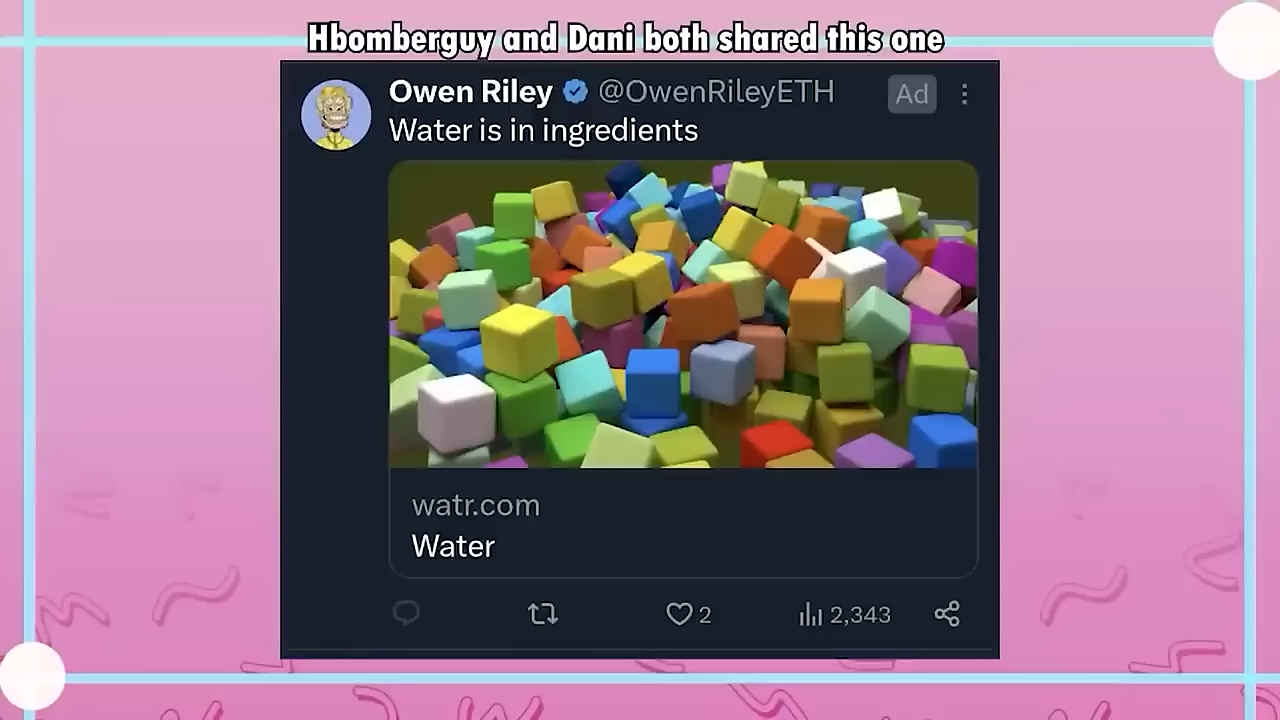 Hbomberguy and Dani both shared this one
Owen Riley @OwenRileyETH Ad
Water is in ingredients
watr.com
Water
2 2,343